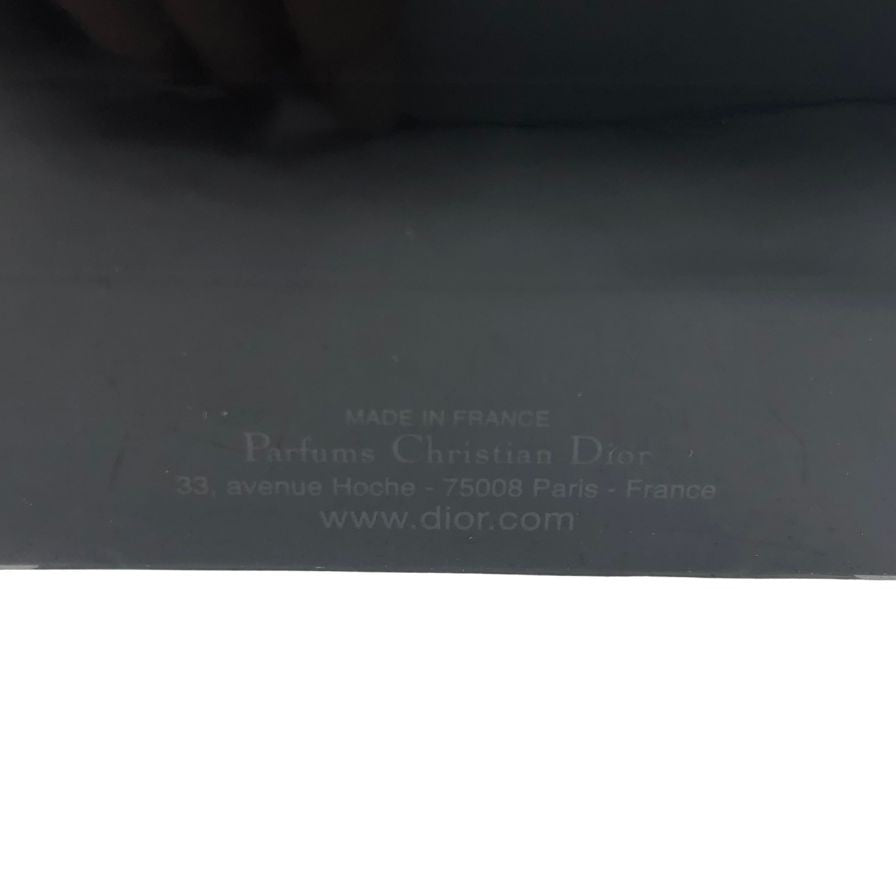 MADE IN FRANCE
Parfums Christian Dior
33, avenue Hoche - 75008 Paris - France
www.dior.com